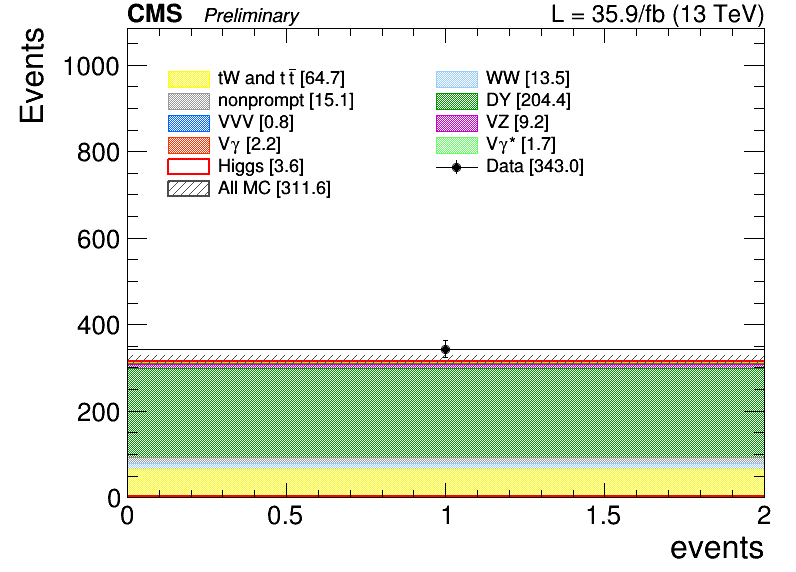 CMS Preliminary L = 35.9/fb (13 TeV)
Events
1000
800
600
400
200
0
tW and t t̄ [64.7] WW [13.5]
nonprompt [15.1] DY [204.4]
VVV [0.8] VZ [9.2]
Vγ [2.2] Vγ* [1.7]
Higgs [3.6] Data [343.0]
All MC [311.6]
0 0.5 1 1.5 2
events